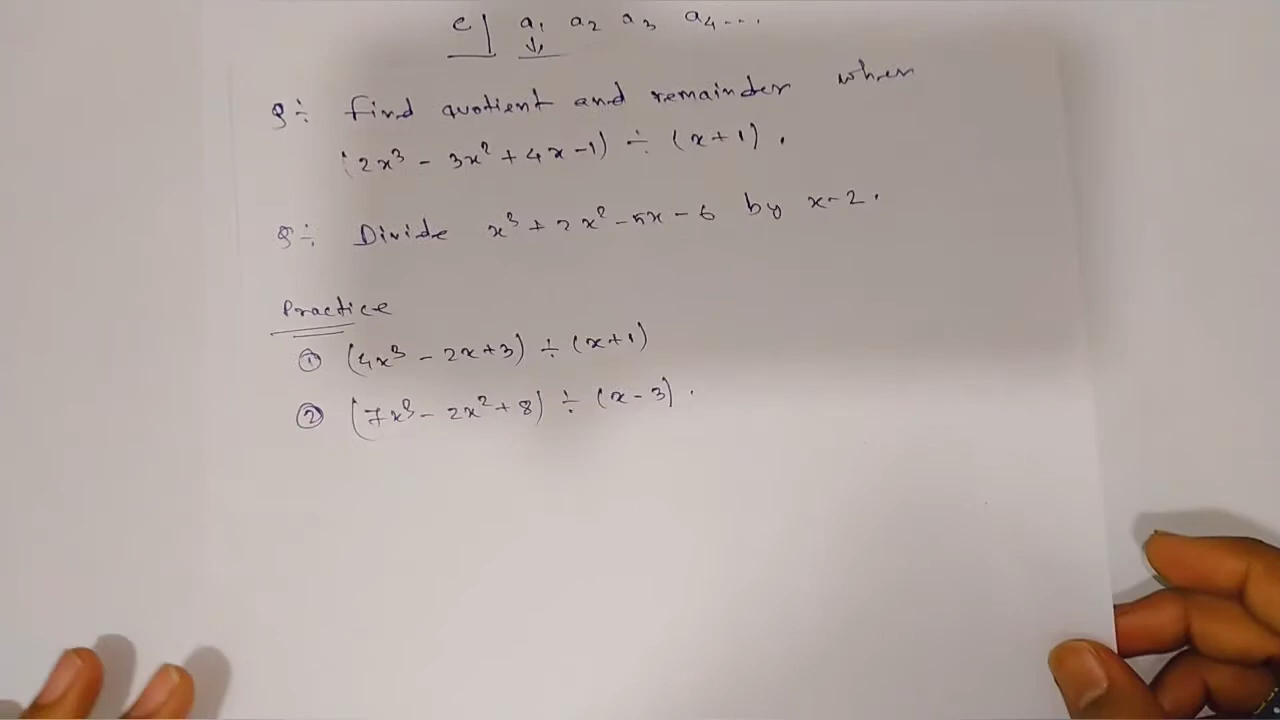 c | a₁ a₂ a₃ a₄ ...
↓
Q÷ Find quotient and remainder when
(2x³ - 3x² + 4x - 1) ÷ (x + 1) .
Q÷ Divide x³ + 2x² - 5x - 6 by x - 2 .
Practice
① (4x³ - 2x + 3) ÷ (x + 1)
② (7x³ - 2x² + 8) ÷ (x - 3) .